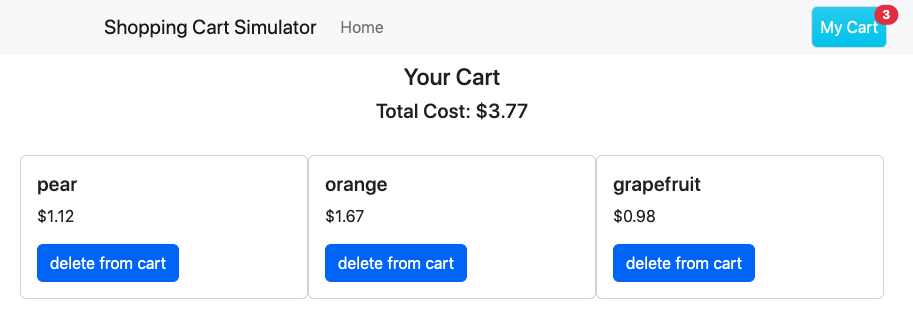 Shopping Cart Simulator Home My Cart 3
Your Cart
Total Cost: $3.77
pear
$1.12
delete from cart
orange
$1.67
delete from cart
grapefruit
$0.98
delete from cart